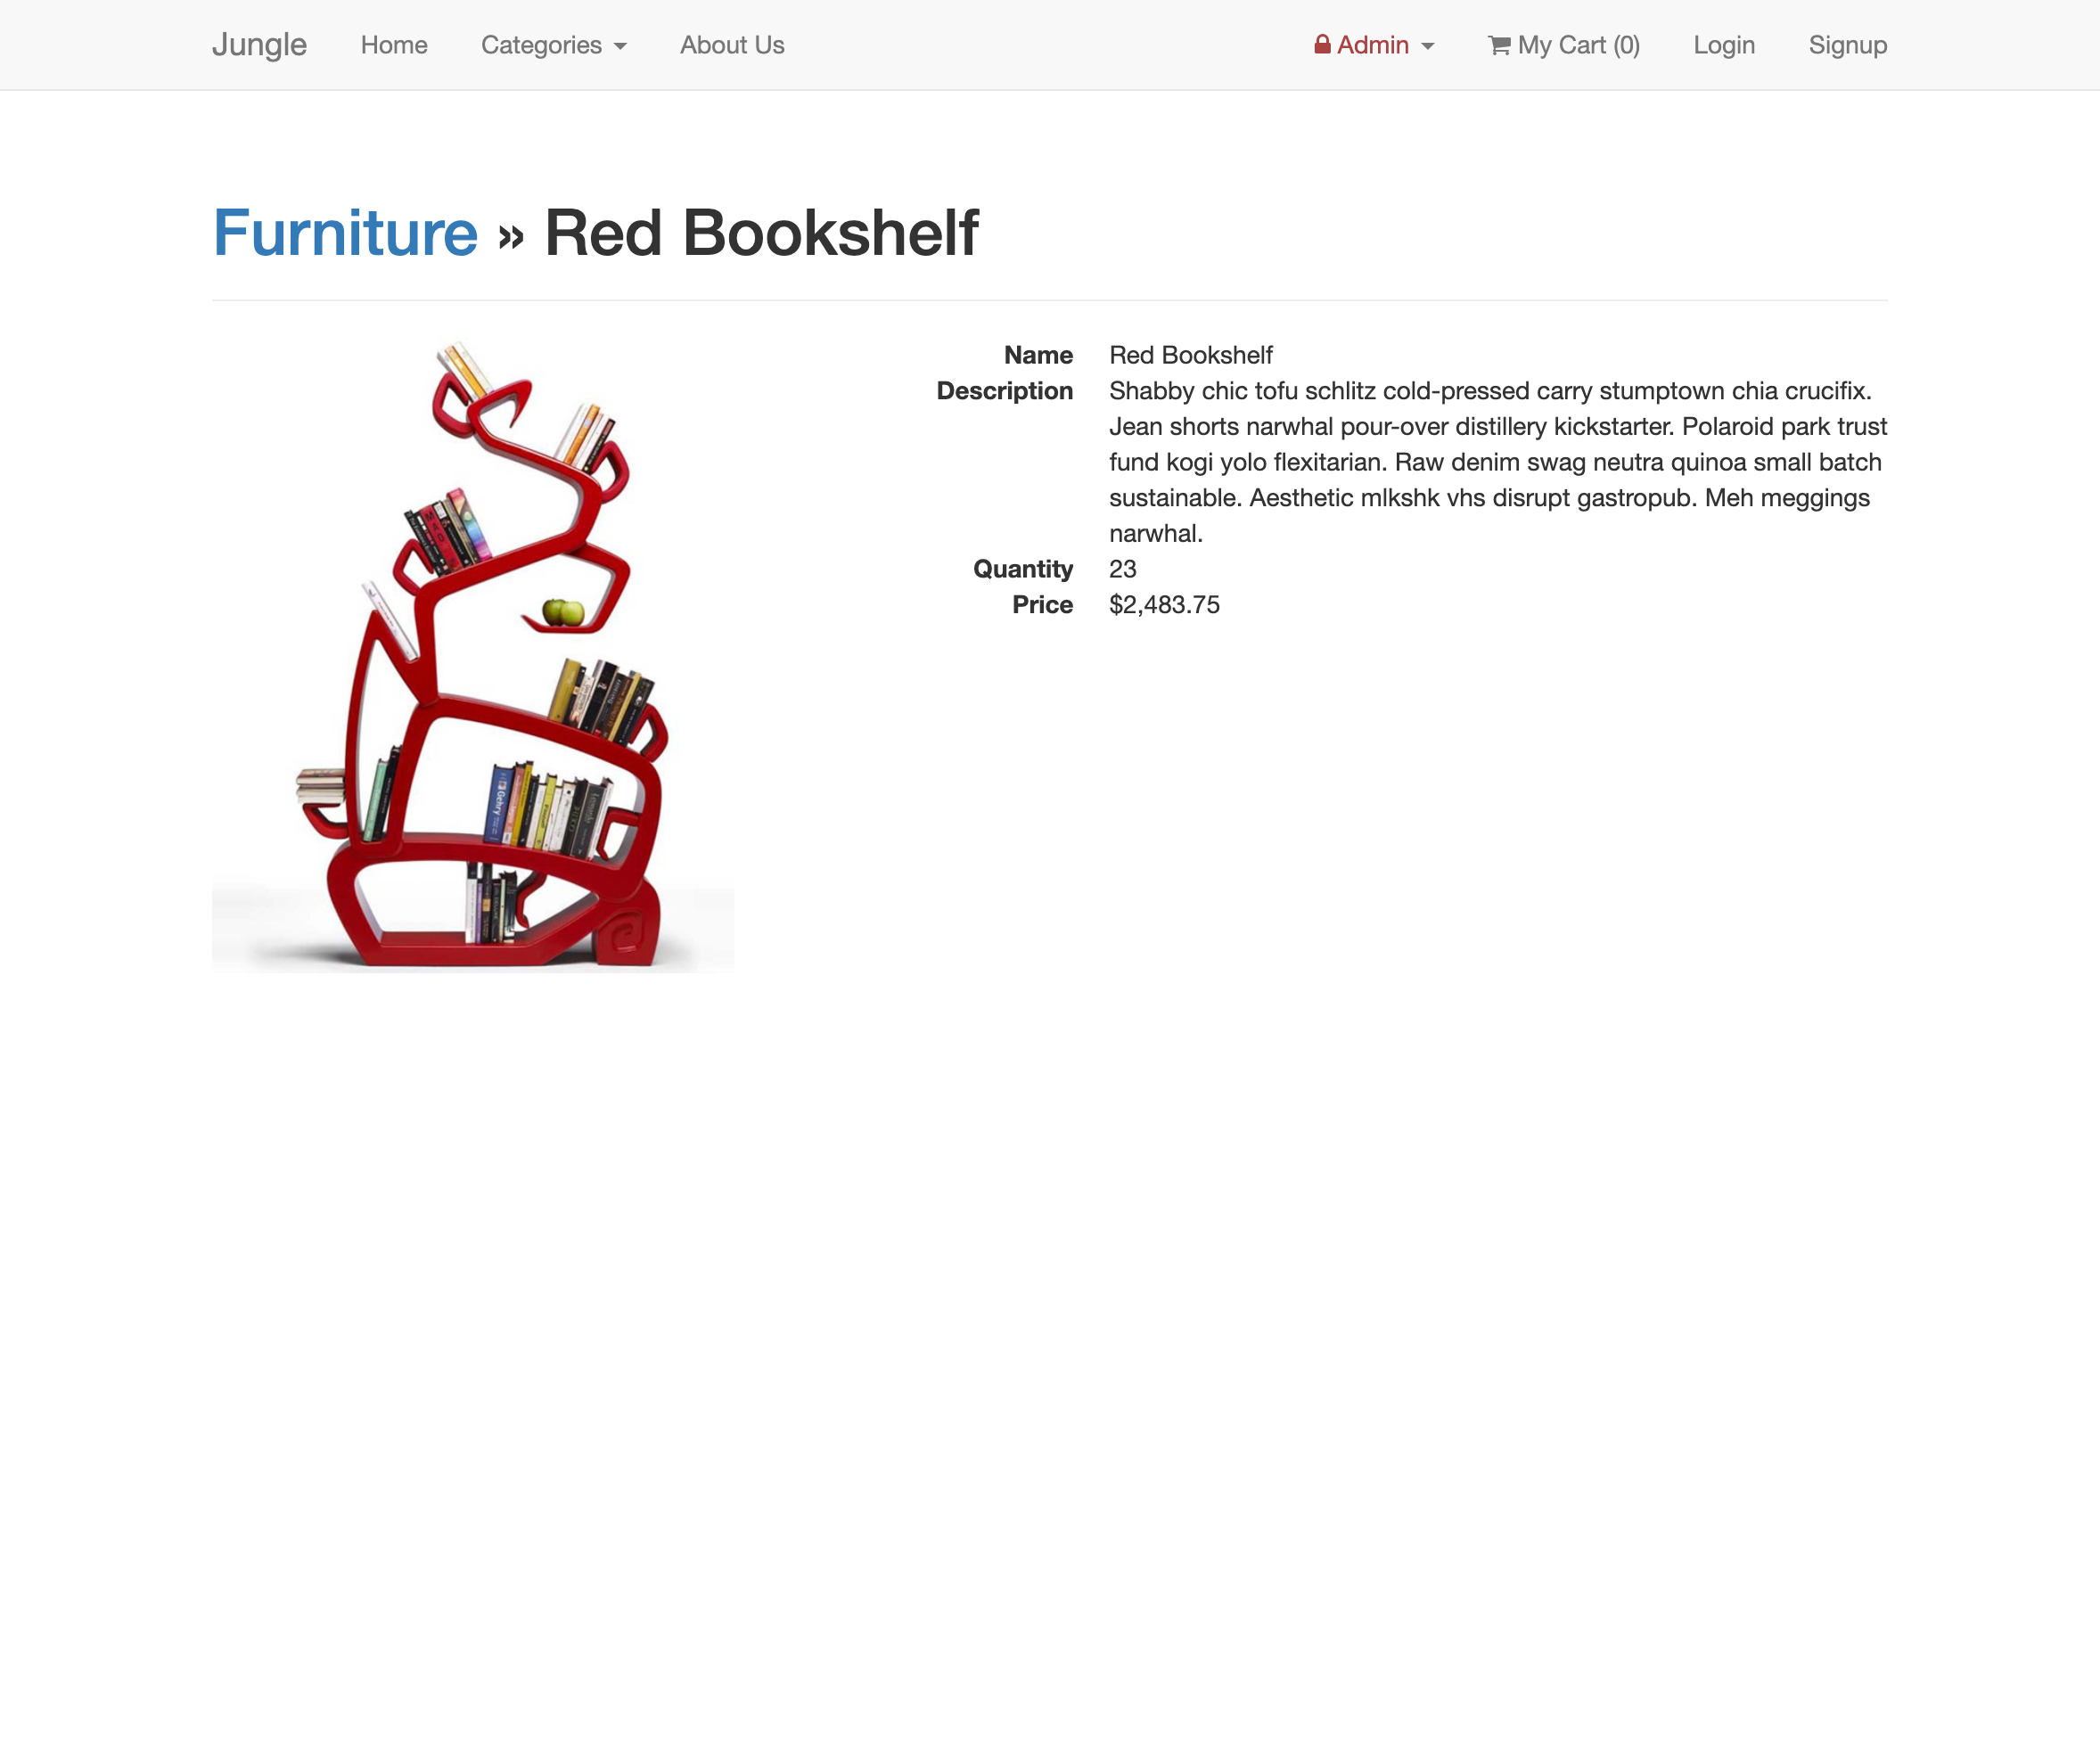 Jungle Home Categories About Us Admin My Cart (0) Login Signup
Furniture » Red Bookshelf
Name Red Bookshelf
Description Shabby chic tofu schlitz cold-pressed carry stumptown chia crucifix.
Jean shorts narwhal pour-over distillery kickstarter. Polaroid park trust
fund kogi yolo flexitarian. Raw denim swag neutra quinoa small batch
sustainable. Aesthetic mlkshk vhs disrupt gastropub. Meh meggings
narwhal.
Quantity 23
Price $2,483.75
MAO
Gehry